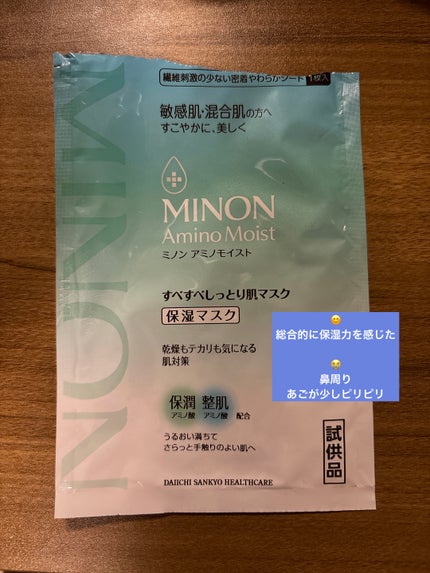 繊維刺激の少ない密着やわらかシート 1枚入
MINON
敏感肌・混合肌の方へ
すこやかに、美しく
MINON
Amino Moist
ミノン アミノモイスト
すべすべしっとり肌マスク
保湿マスク
乾燥もテカリも気になる
肌対策
保潤 整肌
アミノ酸 アミノ酸 配合
うるおい満ちて
さらっと手触りのよい肌へ
DAIICHI SANKYO HEALTHCARE
試供品
😊
総合的に保湿力を感じた
😭
鼻周り
あごが少しピリピリ